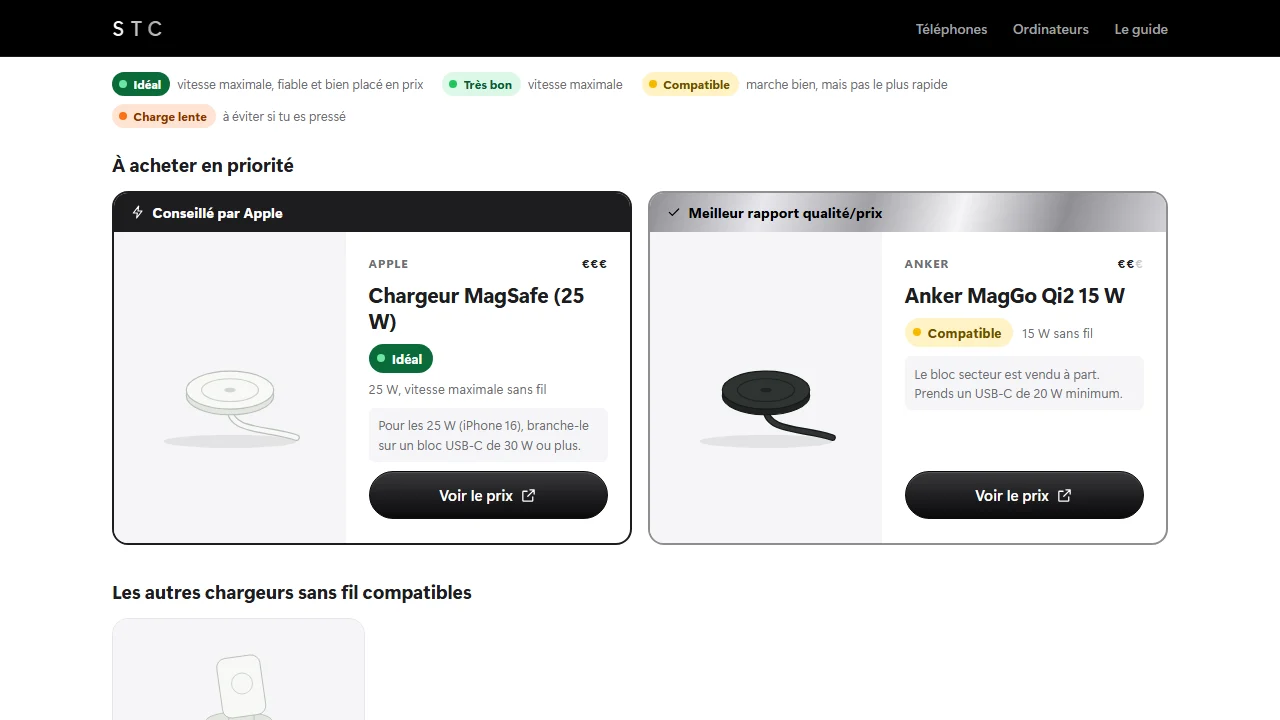 STC
Téléphones Ordinateurs Le guide
Idéal vitesse maximale, fiable et bien placé en prix Très bon vitesse maximale Compatible marche bien, mais pas le plus rapide
Charge lente à éviter si tu es pressé
À acheter en priorité
Conseillé par Apple
APPLE €€€
Chargeur MagSafe (25
W)
Idéal
25 W, vitesse maximale sans fil
Pour les 25 W (iPhone 16), branche-le
sur un bloc USB-C de 30 W ou plus.
Voir le prix
Meilleur rapport qualité/prix
ANKER €€€
Anker MagGo Qi2 15 W
Compatible 15 W sans fil
Le bloc secteur est vendu à part.
Prends un USB-C de 20 W minimum.
Voir le prix
Les autres chargeurs sans fil compatibles